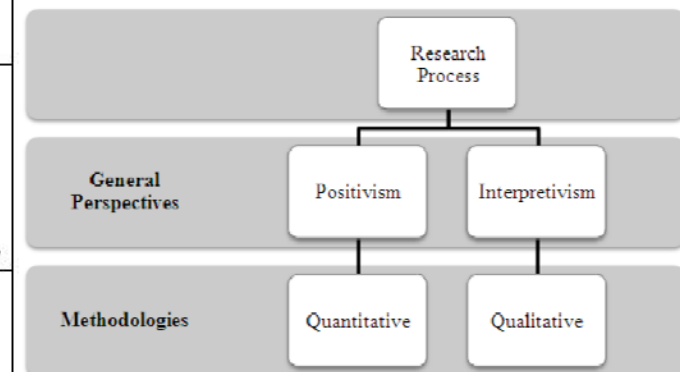 Research
Process
General
Perspectives
Positivism
Interpretivism
Methodologies
Quantitative
Qualitative